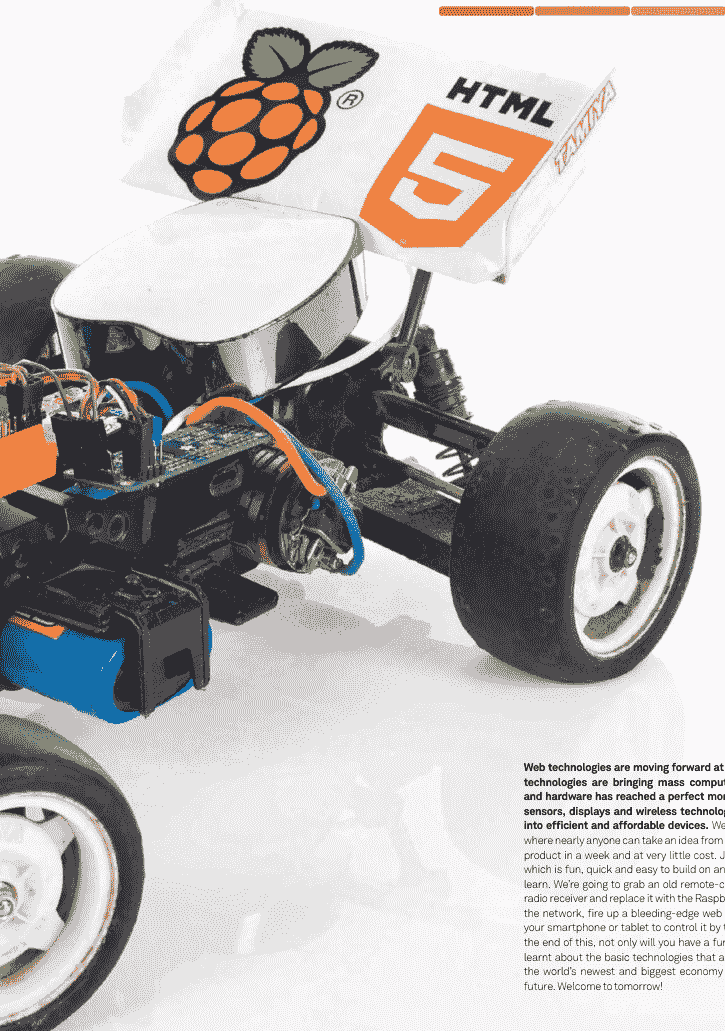 HTML
5
TAMIYA
®
Web technologies are moving forward at
technologies are bringing mass comput
and hardware has reached a perfect mor
sensors, displays and wireless technolog
into efficient and affordable devices. We
where nearly anyone can take an idea from
product in a week and at very little cost. J
which is fun, quick and easy to build on an
learn. We're going to grab an old remote-c
radio receiver and replace it with the Raspb
the network, fire up a bleeding-edge web
your smartphone or tablet to control it by t
the end of this, not only will you have a fun
learnt about the basic technologies that a
the world's newest and biggest economy
future. Welcome to tomorrow!